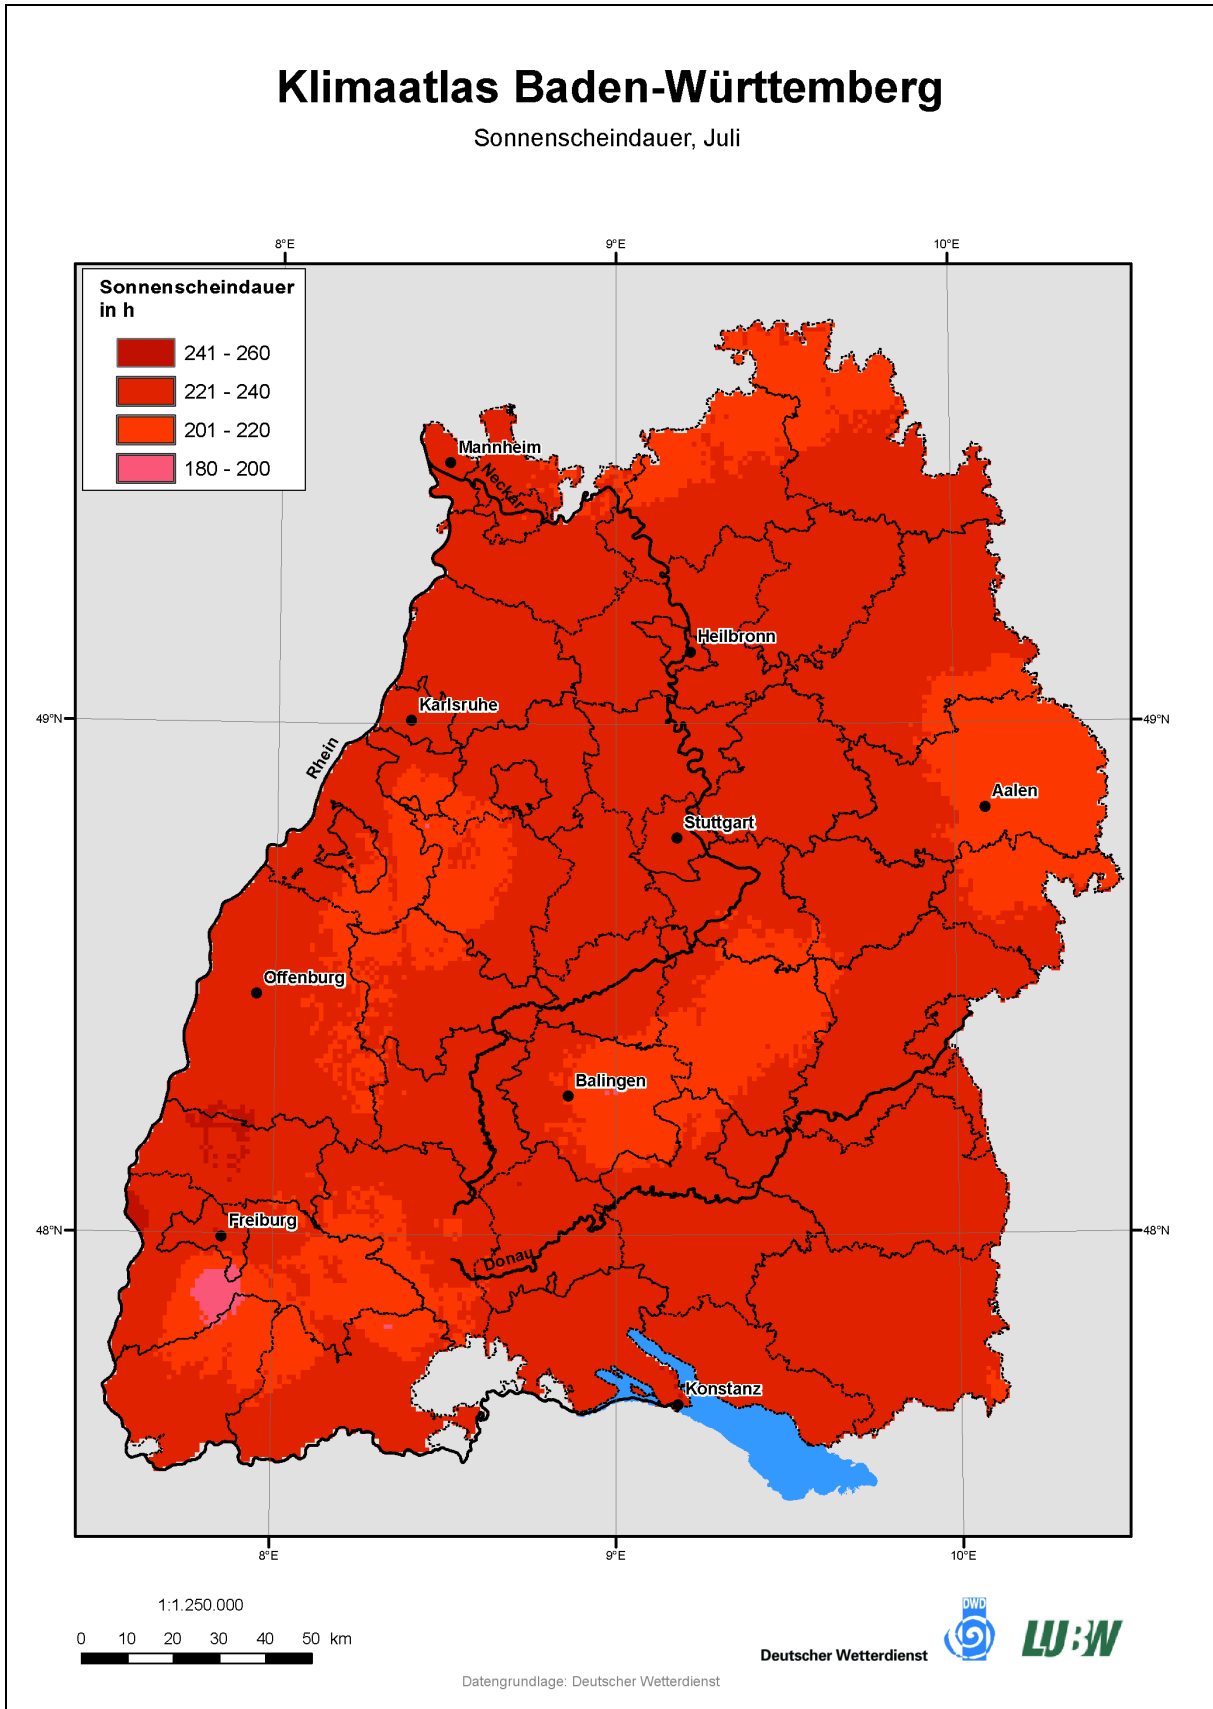 Klimaatlas Baden-Württemberg
Sonnenscheindauer, Juli
8°E
9°E
10°E
Sonnenscheindauer
in h
241 - 260
221 - 240
201 - 220
180 - 200
Mannheim
Neckar
Heilbronn
Karlsruhe
49°N
49°N
Rhein
Aalen
Stuttgart
Offenburg
Balingen
Freiburg
48°N
48°N
Donau
Konstanz
8°E
9°E
10°E
1:1.250.000
0 10 20 30 40 50 km
DWD
Deutscher Wetterdienst
LUBW
Datengrundlage: Deutscher Wetterdienst